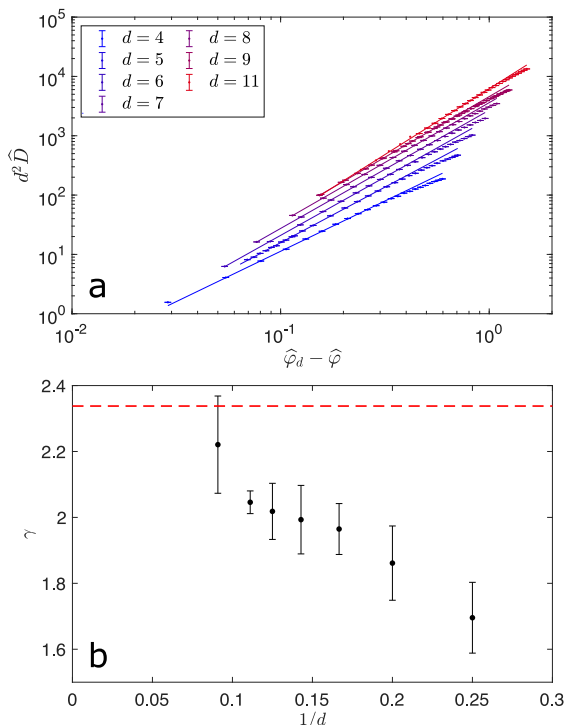 10^5
10^4
10^3
10^2
10^1
10^0
d^2 D̂
d = 4
d = 8
d = 5
d = 9
d = 6
d = 11
d = 7
a
10^-2
10^-1
10^0
φ̂_d − φ̂
2.4
2.2
2
1.8
1.6
γ
b
0
0.05
0.1
0.15
0.2
0.25
0.3
1/d